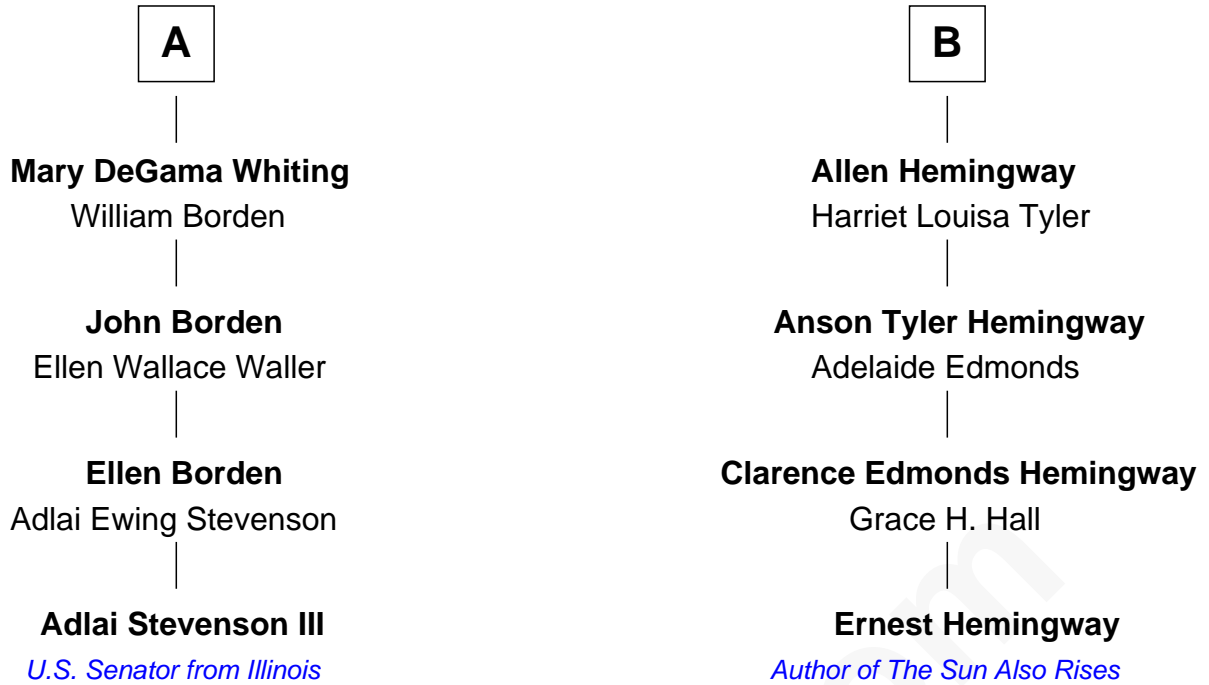 A
Mary DeGama Whiting
William Borden
John Borden
Ellen Wallace Waller
Ellen Borden
Adlai Ewing Stevenson
Adlai Stevenson III
U.S. Senator from Illinois
B
Allen Hemingway
Harriet Louisa Tyler
Anson Tyler Hemingway
Adelaide Edmonds
Clarence Edmonds Hemingway
Grace H. Hall
Ernest Hemingway
Author of The Sun Also Rises